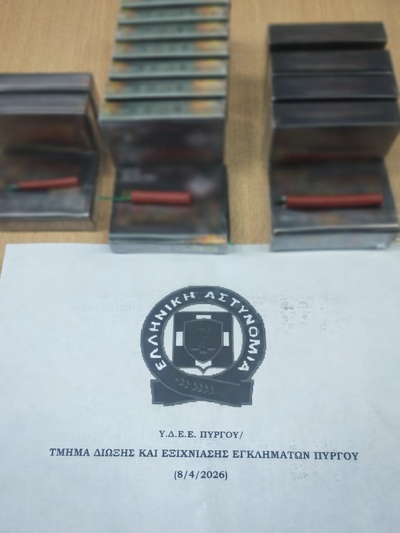 ΕΛΛΗΝΙΚΗ ΑΣΤΥΝΟΜΙΑ
Υ.Δ.Ε.Ε. ΠΥΡΓΟΥ/
ΤΜΗΜΑ ΔΙΩΞΗΣ ΚΑΙ ΕΞΙΧΝΙΑΣΗΣ ΕΓΚΛΗΜΑΤΩΝ ΠΥΡΓΟΥ
(8/4/2026)